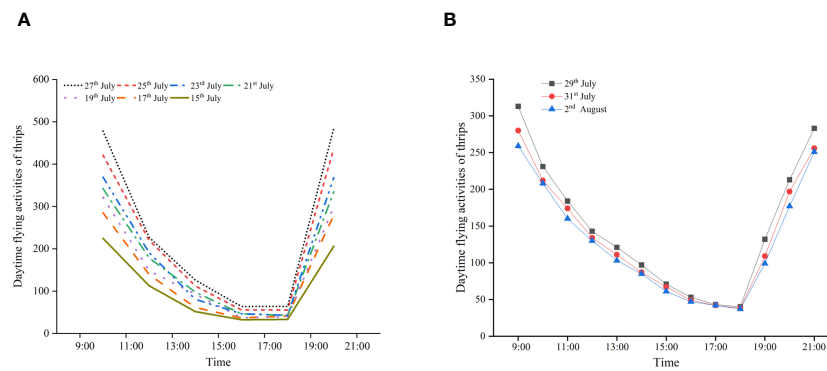 A
B
27th July
25th July
23rd July
21st July
19th July
17th July
15th July
Daytime flying activities of thrips
600
500
400
300
200
100
0
9:00 11:00 13:00 15:00 17:00 19:00 21:00
Time
29th July
31st July
2nd August
Daytime flying activities of thrips
350
300
250
200
150
100
50
0
9:00 11:00 13:00 15:00 17:00 19:00 21:00
Time